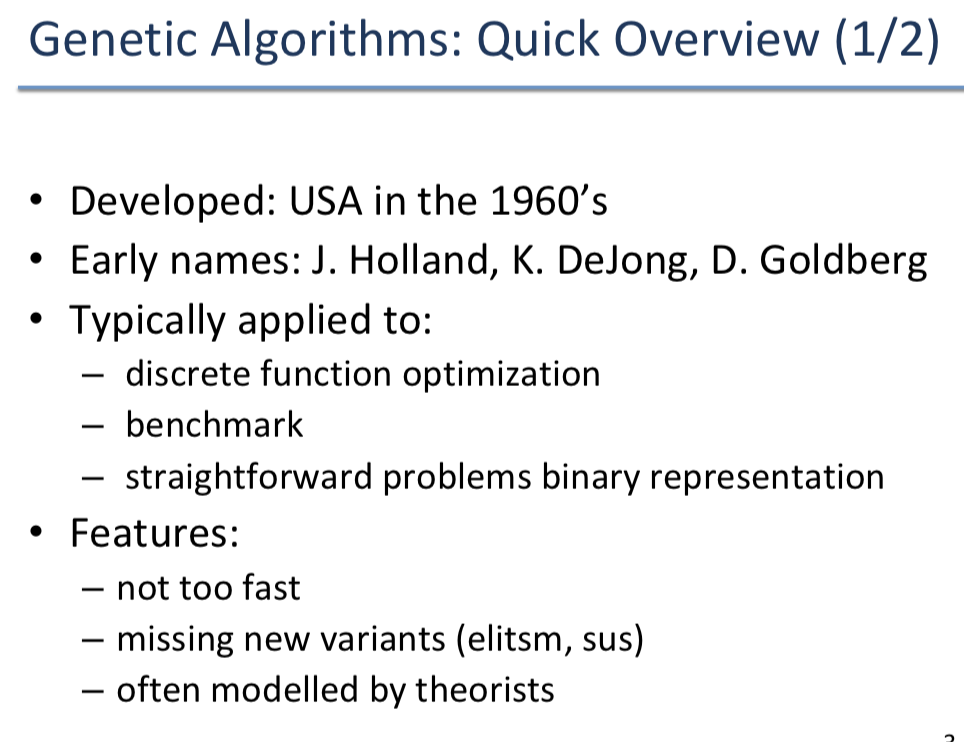 Genetic Algorithms: Quick Overview (1/2)
• Developed: USA in the 1960’s
• Early names: J. Holland, K. DeJong, D. Goldberg
• Typically applied to:
– discrete function optimization
– benchmark
– straightforward problems binary representation
• Features:
– not too fast
– missing new variants (elitsm, sus)
– often modelled by theorists